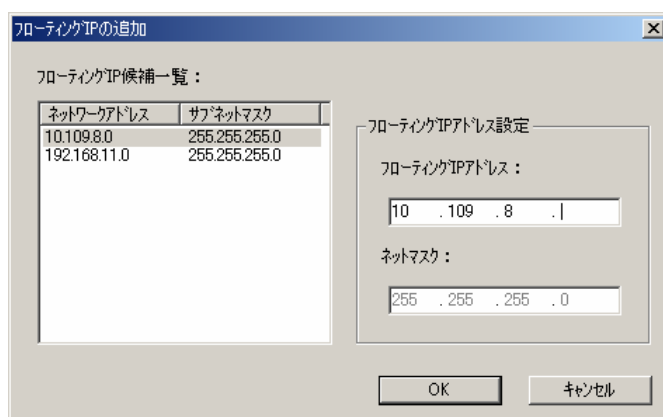 フローティングIPの追加
フローティングIP候補一覧：
ネットワークアドレス サブネットマスク
10.109.8.0 255.255.255.0
192.168.11.0 255.255.255.0
フローティングIPアドレス設定
フローティングIPアドレス：
10 . 109 . 8 .
ネットマスク：
255 . 255 . 255 . 0
OK キャンセル